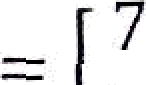 = [ 7